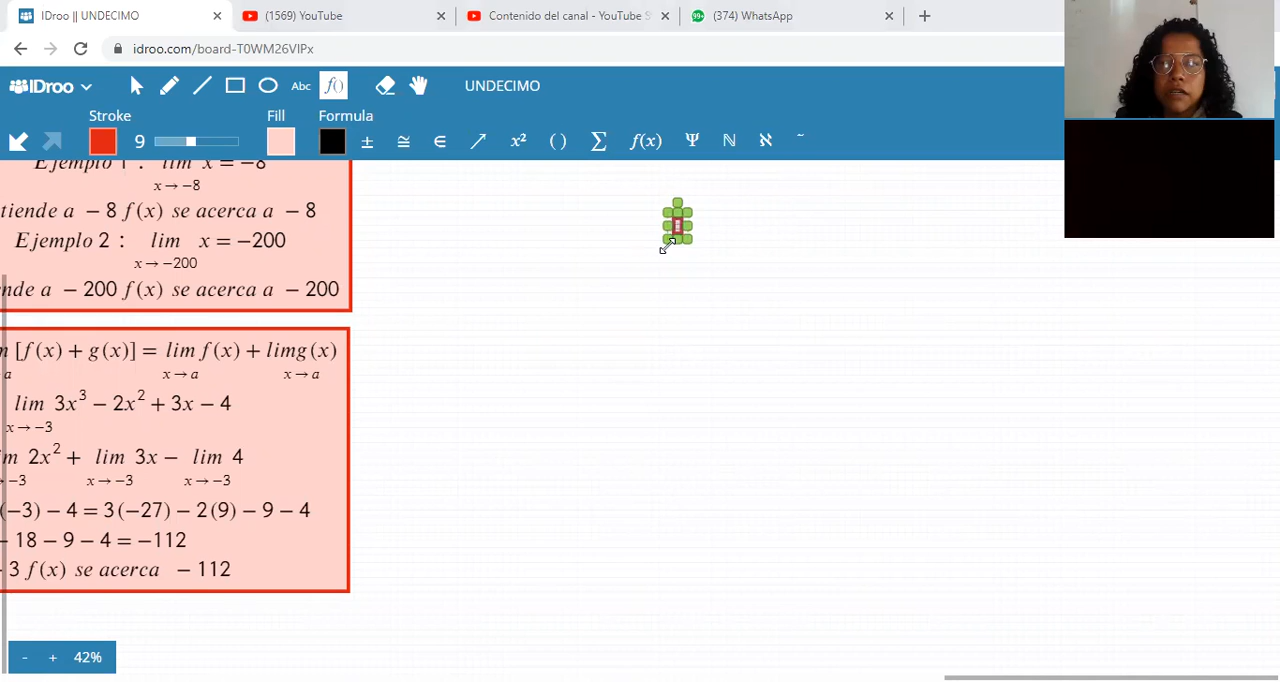 IDroo || UNDECIMO
(1569) YouTube
Contenido del canal - YouTube S
99+ (374) WhatsApp
idroo.com/board-T0WM26VIPx
IDroo
Abc
f()
UNDECIMO
Stroke
Fill
Formula
9
± ≅ ∈ ↗ x² ( ) ∑ f(x) Ψ ℕ ℵ ~
Ejemplo 1 : lim x = −8
x → −8
tiende a − 8 f(x) se acerca a − 8
Ejemplo 2 : lim x = −200
x → −200
nde a − 200 f(x) se acerca a − 200
[f(x) + g(x)] = lim f(x) + limg(x)
→ a x → a x → a
lim 3x³ − 2x² + 3x − 4
x → −3
m 2x² + lim 3x − lim 4
→ −3 x → −3 x → −3
(−3) − 4 = 3(−27) − 2(9) − 9 − 4
− 18 − 9 − 4 = −112
3 f(x) se acerca − 112
- + 42%